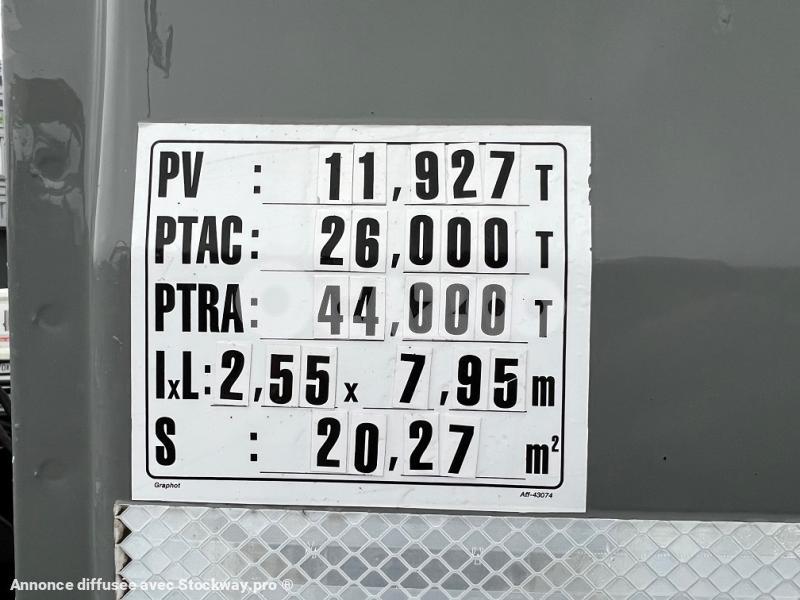 PV : 11,927 T
PTAC: 26,000 T
PTRA: 44,000 T
lxL: 2,55 x 7,95 m
S : 20,27 m²
Graphot Aff-43074
Annonce diffusée avec Stockway.pro ®